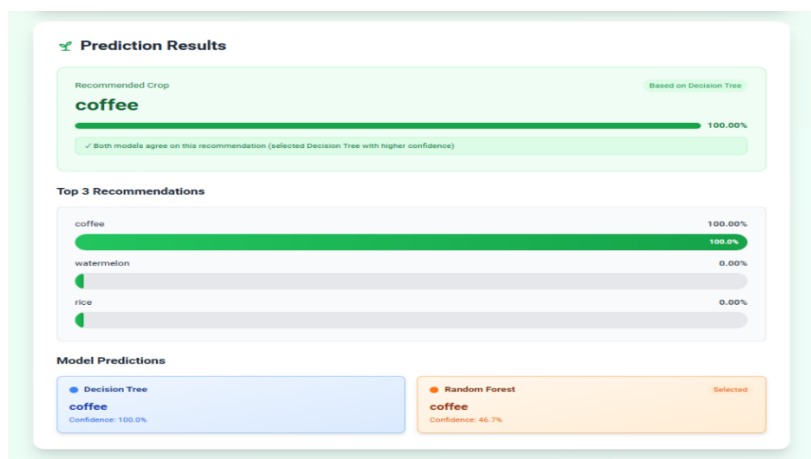 Prediction Results
Recommended Crop
Based on Decision Tree
coffee
100.00%
✓ Both models agree on this recommendation (selected Decision Tree with higher confidence)
Top 3 Recommendations
coffee 100.00%
100.0%
watermelon 0.00%
rice 0.00%
Model Predictions
Decision Tree
coffee
Confidence: 100.0%
Random Forest Selected
coffee
Confidence: 46.7%